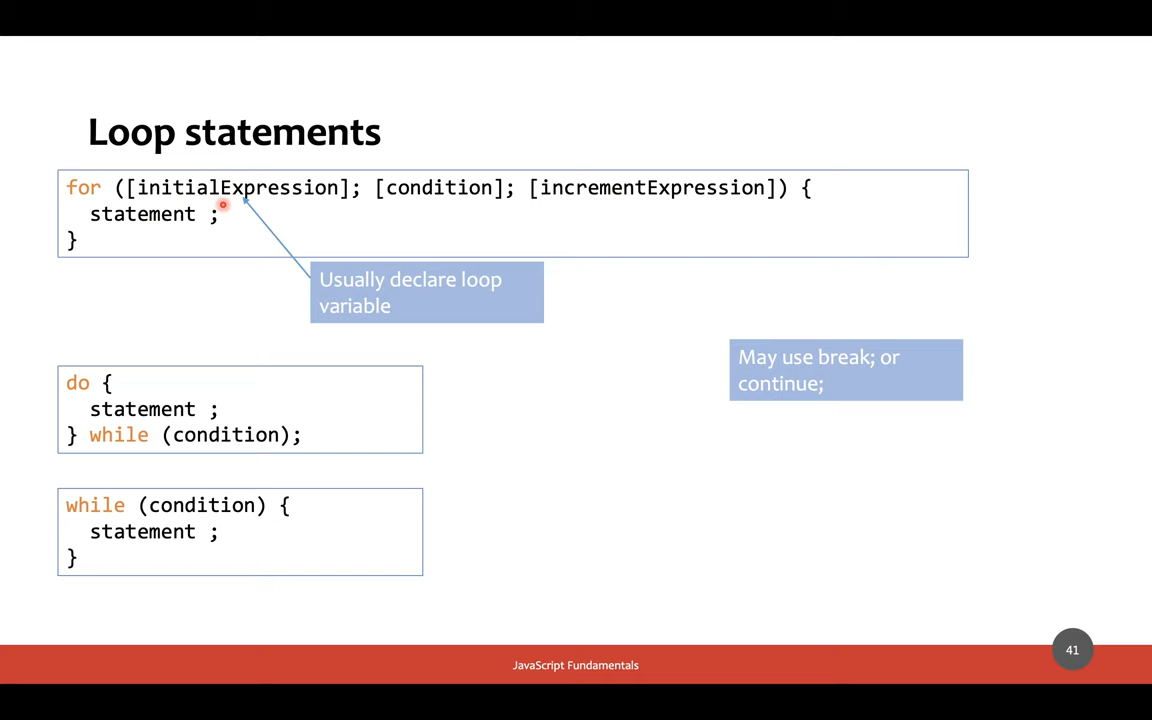 Loop statements
for ([initialExpression]; [condition]; [incrementExpression]) {
  statement ;
}
Usually declare loop
variable
May use break; or
continue;
do {
  statement ;
} while (condition);
while (condition) {
  statement ;
}
JavaScript Fundamentals
41